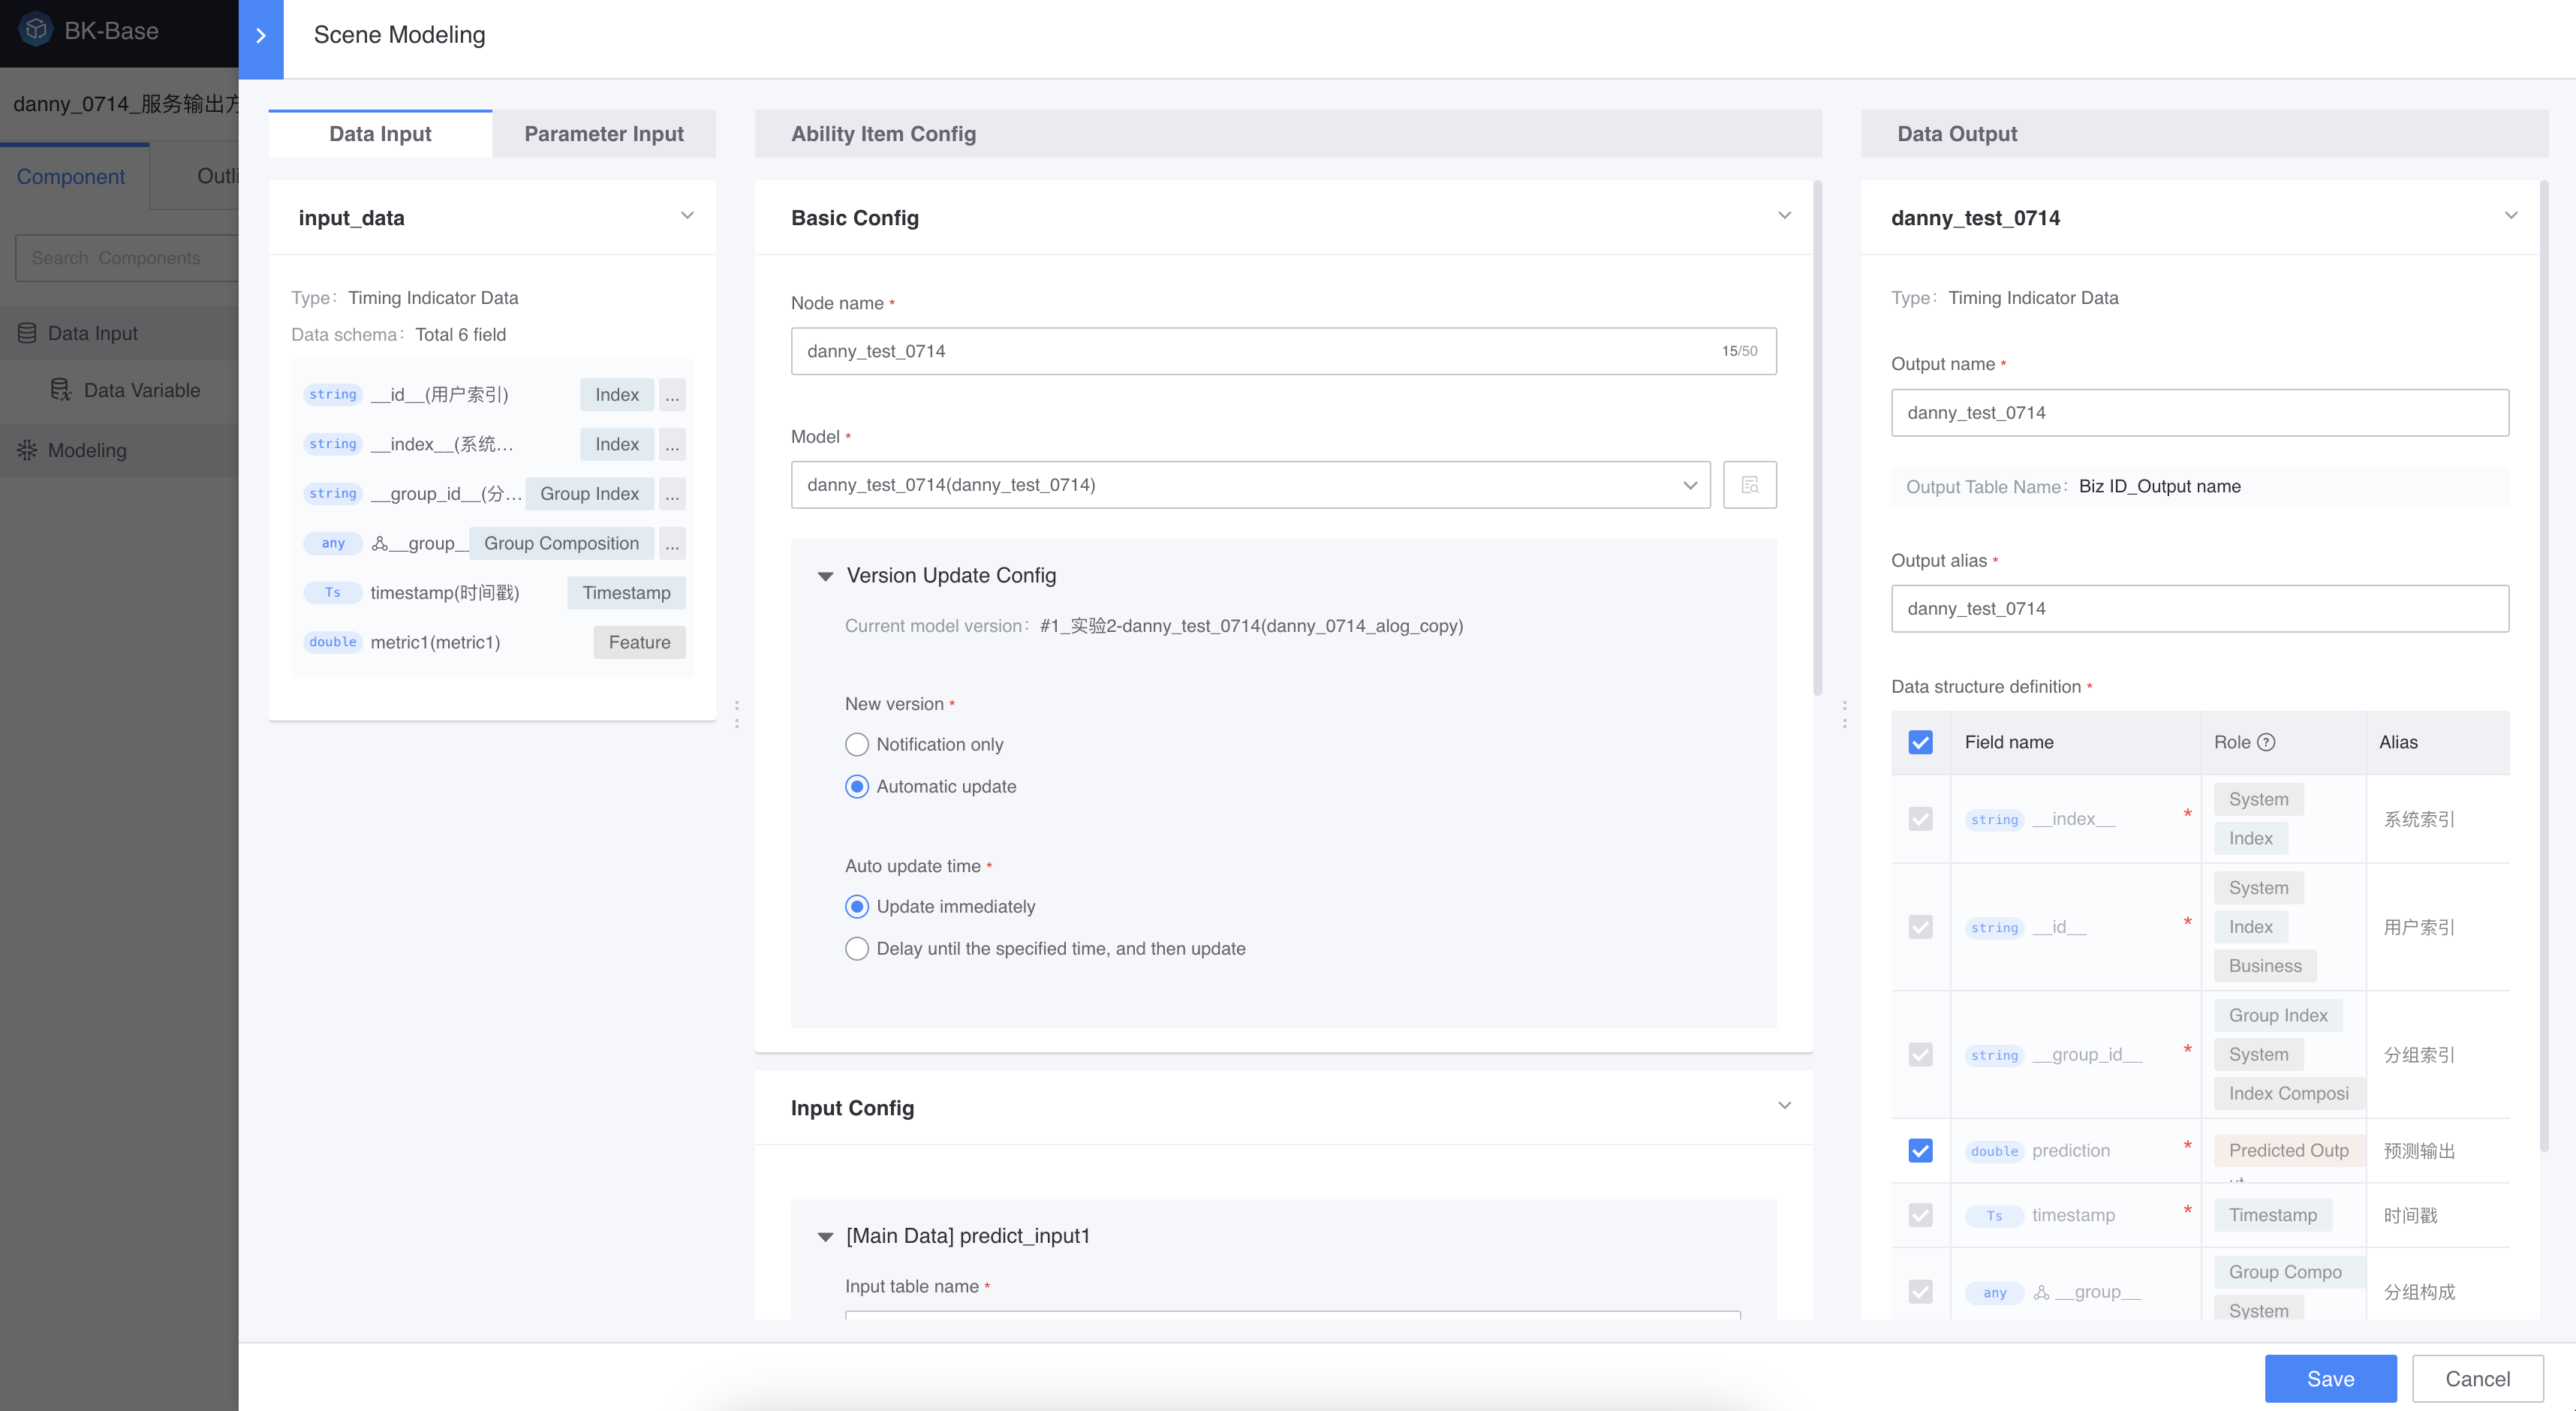 BK-Base
Scene Modeling
danny_0714_服务输出方
Component
Outli
Search Components
Data Input
Data Variable
Modeling
Data Input
Parameter Input
input_data
Type: Timing Indicator Data
Data schema: Total 6 field
string __id__(用户索引) Index ...
string __index__(系统... Index ...
string __group_id__(分... Group Index ...
any __group__ Group Composition ...
Ts timestamp(时间戳) Timestamp
double metric1(metric1) Feature
Ability Item Config
Basic Config
Node name *
danny_test_0714 15/50
Model *
danny_test_0714(danny_test_0714)
Version Update Config
Current model version: #1_实验2-danny_test_0714(danny_0714_alog_copy)
New version *
Notification only
Automatic update
Auto update time *
Update immediately
Delay until the specified time, and then update
Input Config
[Main Data] predict_input1
Input table name *
Data Output
danny_test_0714
Type: Timing Indicator Data
Output name *
danny_test_0714
Output Table Name: Biz ID_Output name
Output alias *
danny_test_0714
Data structure definition *
Field name Role ? Alias
string __index__ * System Index 系统索引
string __id__ * System Index Business 用户索引
string __group_id__ * Group Index System Index Composi 分组索引
double prediction * Predicted Outp 预测输出
Ts timestamp * Timestamp 时间戳
any __group__ Group Compo System 分组构成
Save
Cancel